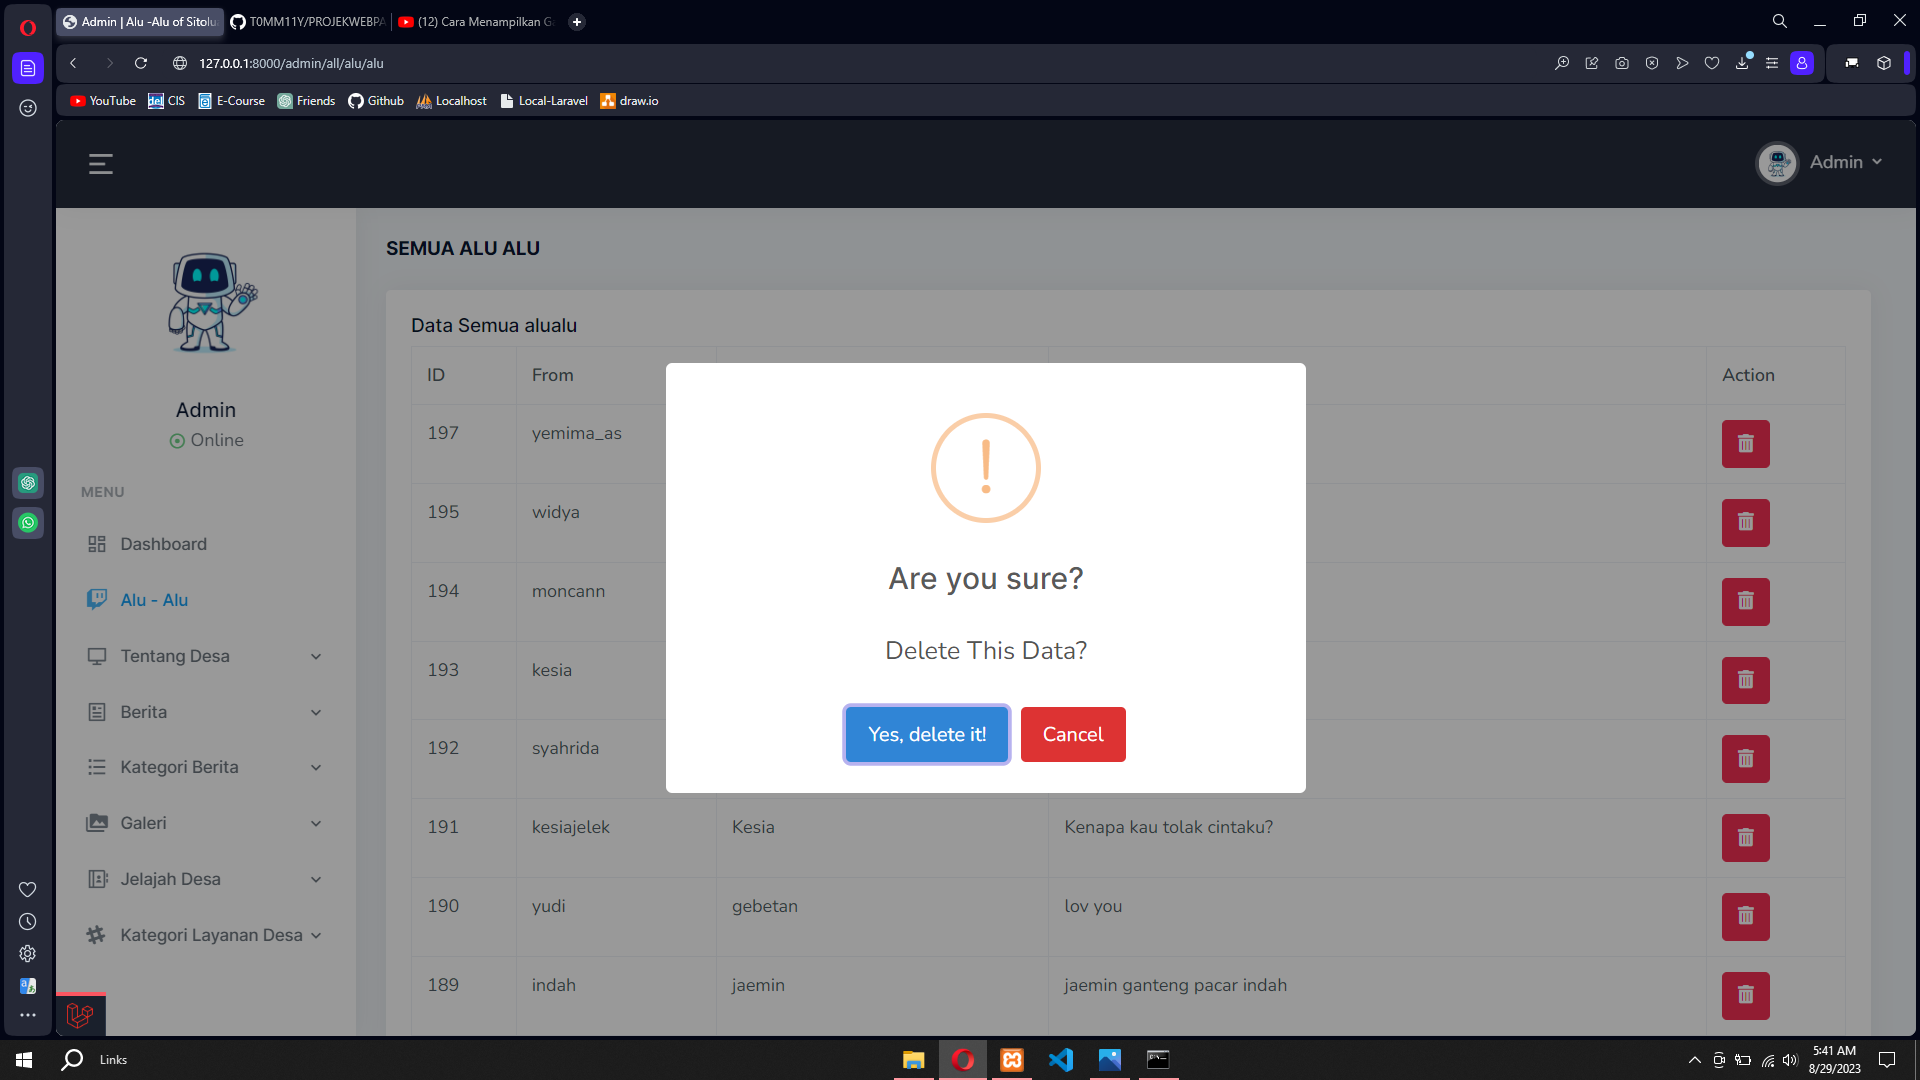 Admin | Alu -Alu of Sitolu
T0MM11Y/PROJEKWEBPA
(12) Cara Menampilkan G
127.0.0.1:8000/admin/all/alu/alu
YouTube
CIS
E-Course
Friends
Github
Localhost
Local-Laravel
draw.io
Admin
Admin
Online
MENU
Dashboard
Alu - Alu
Tentang Desa
Berita
Kategori Berita
Galeri
Jelajah Desa
Kategori Layanan Desa
SEMUA ALU ALU
Data Semua alualu
ID From Action
197 yemima_as
195 widya
194 moncann
193 kesia
192 syahrida
191 kesiajelek Kesia Kenapa kau tolak cintaku?
190 yudi gebetan lov you
189 indah jaemin jaemin ganteng pacar indah
!
Are you sure?
Delete This Data?
Yes, delete it!
Cancel
Links
5:41 AM
8/29/2023